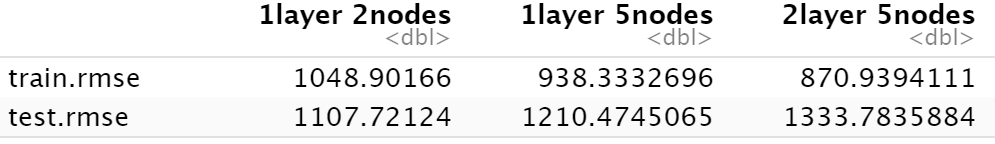 1layer 2nodes 1layer 5nodes 2layer 5nodes
<dbl> <dbl> <dbl>
train.rmse 1048.90166 938.3332696 870.9394111
test.rmse 1107.72124 1210.4745065 1333.7835884